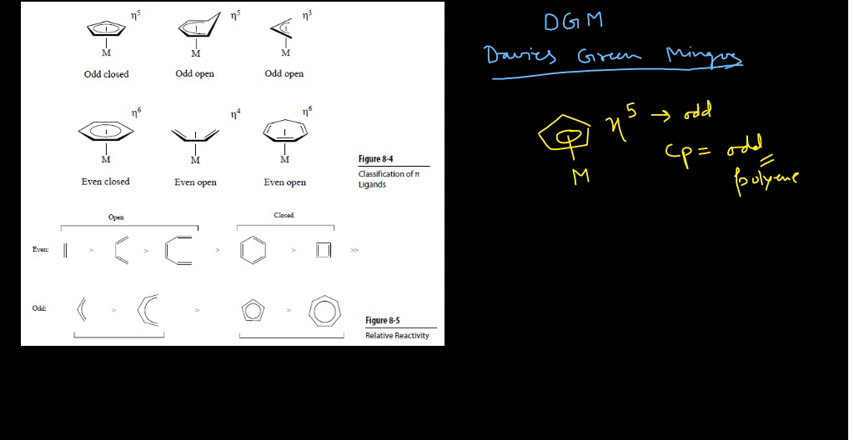 η5
η5
η3
M
M
M
Odd closed
Odd open
Odd open
η6
η4
η6
M
M
M
Even closed
Even open
Even open
Figure 8-4
Classification of π
Ligands
Open
Closed
Even:
>
>
>
>
>>
Odd:
>
>
>
Figure 8-5
Relative Reactivity
DGM
Davies Green Mingos
η5 → odd
M
Cp = odd
polyene